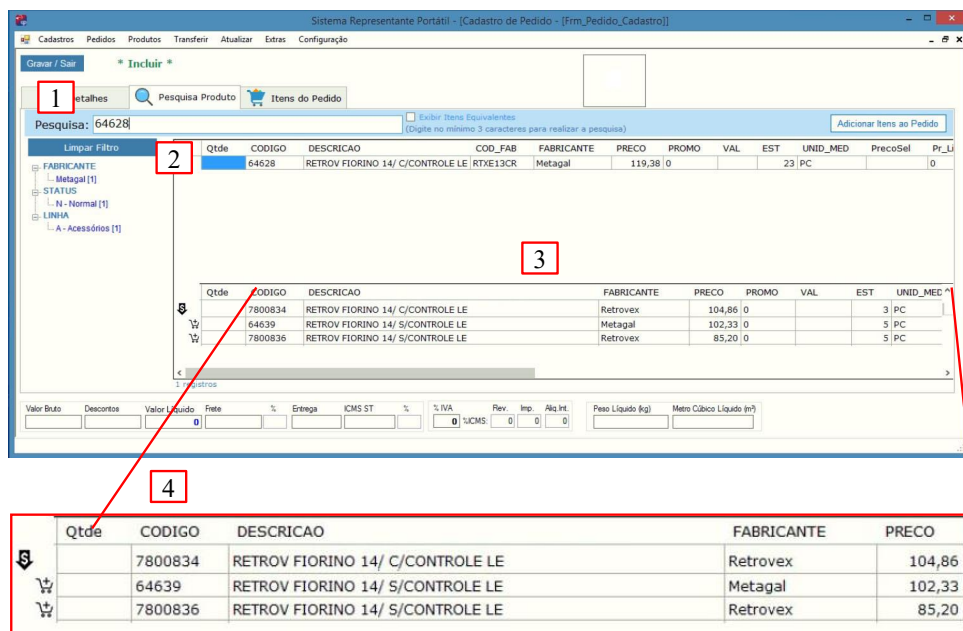 Sistema Representante Portátil - [Cadastro de Pedido - [Frm_Pedido_Cadastro]]
Cadastros Pedidos Produtos Transferir Atualizar Extras Configuração
Gravar / Sair * Incluir *
1 etalhes Pesquisa Produto Itens do Pedido
Pesquisa: 64628 Exibir Itens Equivalentes
(Digite no mínimo 3 caracteres para realizar a pesquisa) Adicionar Itens ao Pedido
Limpar Filtro
2
FABRICANTE
Metagal [1]
STATUS
N - Normal [1]
LINHA
A - Acessórios [1]
Qtde CODIGO DESCRICAO COD_FAB FABRICANTE PRECO PROMO VAL EST UNID_MED PrecoSel Pr_Li
64628 RETROV FIORINO 14/ C/CONTROLE LE RTXE13CR Metagal 119,38 0 23 PC 0
3
Qtde CODIGO DESCRICAO FABRICANTE PRECO PROMO VAL EST UNID_MED
7800834 RETROV FIORINO 14/ C/CONTROLE LE Retrovex 104,86 0 3 PC
64639 RETROV FIORINO 14/ S/CONTROLE LE Metagal 102,33 0 5 PC
7800836 RETROV FIORINO 14/ S/CONTROLE LE Retrovex 85,20 0 5 PC
1 registros
Valor Bruto Descontos Valor Líquido Frete % Entrega ICMS ST % % IVA Rev. Imp. Aliq.Int. Peso Líquido (kg) Metro Cúbico Líquido (m³)
0 0 %ICMS: 0 0 0
4
Qtde CODIGO DESCRICAO FABRICANTE PRECO
7800834 RETROV FIORINO 14/ C/CONTROLE LE Retrovex 104,86
64639 RETROV FIORINO 14/ S/CONTROLE LE Metagal 102,33
7800836 RETROV FIORINO 14/ S/CONTROLE LE Retrovex 85,20